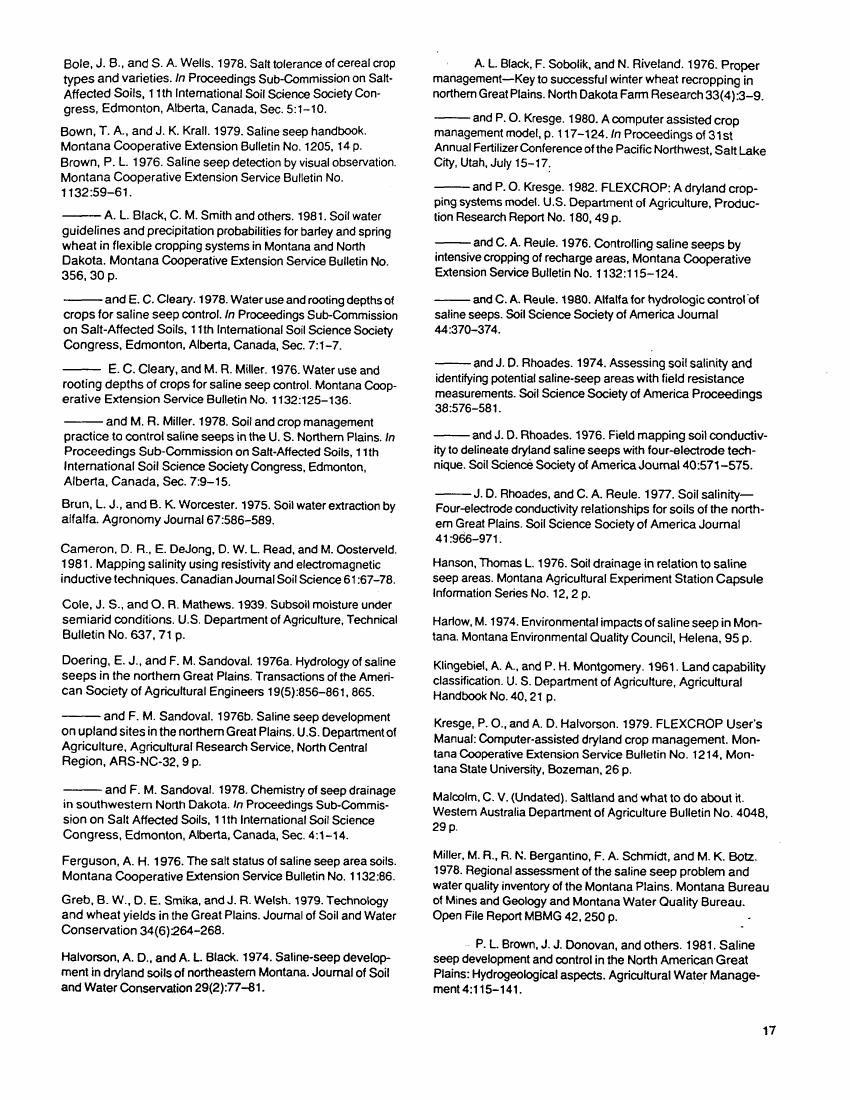 Bole, J. B., and S. A. Wells. 1978. Salt tolerance of cereal crop
types and varieties. In Proceedings Sub-Commission on Salt-
Affected Soils, 11th International Soil Science Society Con-
gress, Edmonton, Alberta, Canada, Sec. 5:1–10.
Bown, T. A., and J. K. Krall. 1979. Saline seep handbook.
Montana Cooperative Extension Bulletin No. 1205, 14 p.
Brown, P. L. 1976. Saline seep detection by visual observation.
Montana Cooperative Extension Service Bulletin No.
1132:59–61.
——— A. L. Black, C. M. Smith and others. 1981. Soil water
guidelines and precipitation probabilities for barley and spring
wheat in flexible cropping systems in Montana and North
Dakota. Montana Cooperative Extension Service Bulletin No.
356, 30 p.
——— and E. C. Cleary. 1978. Water use and rooting depths of
crops for saline seep control. In Proceedings Sub-Commission
on Salt-Affected Soils, 11th International Soil Science Society
Congress, Edmonton, Alberta, Canada, Sec. 7:1–7.
——— E. C. Cleary, and M. R. Miller. 1976. Water use and
rooting depths of crops for saline seep control. Montana Coop-
erative Extension Service Bulletin No. 1132:125–136.
——— and M. R. Miller. 1978. Soil and crop management
practice to control saline seeps in the U. S. Northern Plains. In
Proceedings Sub-Commission on Salt-Affected Soils, 11th
International Soil Science Society Congress, Edmonton,
Alberta, Canada, Sec. 7:9–15.
Brun, L. J., and B. K. Worcester. 1975. Soil water extraction by
alfalfa. Agronomy Journal 67:586–589.
Cameron, D. R., E. DeJong, D. W. L. Read, and M. Oosterveld.
1981. Mapping salinity using resistivity and electromagnetic
inductive techniques. Canadian Journal Soil Science 61:67–78.
Cole, J. S., and O. R. Mathews. 1939. Subsoil moisture under
semiarid conditions. U.S. Department of Agriculture, Technical
Bulletin No. 637, 71 p.
Doering, E. J., and F. M. Sandoval. 1976a. Hydrology of saline
seeps in the northern Great Plains. Transactions of the Ameri-
can Society of Agricultural Engineers 19(5):856–861, 865.
——— and F. M. Sandoval. 1976b. Saline seep development
on upland sites in the northern Great Plains. U.S. Department of
Agriculture, Agricultural Research Service, North Central
Region, ARS-NC-32, 9 p.
——— and F. M. Sandoval. 1978. Chemistry of seep drainage
in southwestern North Dakota. In Proceedings Sub-Commis-
sion on Salt Affected Soils, 11th International Soil Science
Congress, Edmonton, Alberta, Canada, Sec. 4:1–14.
Ferguson, A. H. 1976. The salt status of saline seep area soils.
Montana Cooperative Extension Service Bulletin No. 1132:86.
Greb, B. W., D. E. Smika, and J. R. Welsh. 1979. Technology
and wheat yields in the Great Plains. Journal of Soil and Water
Conservation 34(6):264–268.
Halvorson, A. D., and A. L. Black. 1974. Saline-seep develop-
ment in dryland soils of northeastern Montana. Journal of Soil
and Water Conservation 29(2):77–81.
A. L. Black, F. Sobolik, and N. Riveland. 1976. Proper
management—Key to successful winter wheat recropping in
northern Great Plains. North Dakota Farm Research 33(4):3–9.
——— and P. O. Kresge. 1980. A computer assisted crop
management model, p. 117–124. In Proceedings of 31st
Annual Fertilizer Conference of the Pacific Northwest, Salt Lake
City, Utah, July 15–17.
——— and P. O. Kresge. 1982. FLEXCROP: A dryland crop-
ping systems model. U.S. Department of Agriculture, Produc-
tion Research Report No. 180, 49 p.
——— and C. A. Reule. 1976. Controlling saline seeps by
intensive cropping of recharge areas, Montana Cooperative
Extension Service Bulletin No. 1132:115–124.
——— and C. A. Reule. 1980. Alfalfa for hydrologic control of
saline seeps. Soil Science Society of America Journal
44:370–374.
——— and J. D. Rhoades. 1974. Assessing soil salinity and
identifying potential saline-seep areas with field resistance
measurements. Soil Science Society of America Proceedings
38:576–581.
——— and J. D. Rhoades. 1976. Field mapping soil conductiv-
ity to delineate dryland saline seeps with four-electrode tech-
nique. Soil Science Society of America Journal 40:571–575.
——— J. D. Rhoades, and C. A. Reule. 1977. Soil salinity—
Four-electrode conductivity relationships for soils of the north-
ern Great Plains. Soil Science Society of America Journal
41:966–971.
Hanson, Thomas L. 1976. Soil drainage in relation to saline
seep areas. Montana Agricultural Experiment Station Capsule
Information Series No. 12, 2 p.
Harlow, M. 1974. Environmental impacts of saline seep in Mon-
tana. Montana Environmental Quality Council, Helena, 95 p.
Klingebiel, A. A., and P. H. Montgomery. 1961. Land capability
classification. U. S. Department of Agriculture, Agricultural
Handbook No. 40, 21 p.
Kresge, P. O., and A. D. Halvorson. 1979. FLEXCROP User's
Manual: Computer-assisted dryland crop management. Mon-
tana Cooperative Extension Service Bulletin No. 1214, Mon-
tana State University, Bozeman, 26 p.
Malcolm, C. V. (Undated). Saltland and what to do about it.
Western Australia Department of Agriculture Bulletin No. 4048,
29 p.
Miller, M. R., R. N. Bergantino, F. A. Schmidt, and M. K. Botz.
1978. Regional assessment of the saline seep problem and
water quality inventory of the Montana Plains. Montana Bureau
of Mines and Geology and Montana Water Quality Bureau.
Open File Report MBMG 42, 250 p.
P. L. Brown, J. J. Donovan, and others. 1981. Saline
seep development and control in the North American Great
Plains: Hydrogeological aspects. Agricultural Water Manage-
ment 4:115–141.
17